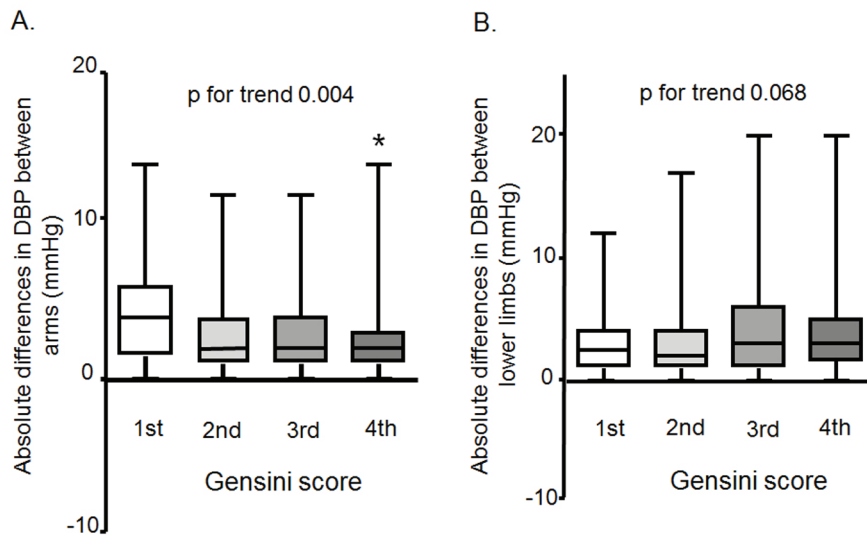 A.
Absolute differences in DBP between
arms (mmHg)
20
10
0
-10
p for trend 0.004
*
1st 2nd 3rd 4th
Gensini score
B.
Absolute differences in DBP between
lower limbs (mmHg)
20
10
0
-10
p for trend 0.068
1st 2nd 3rd 4th
Gensini score